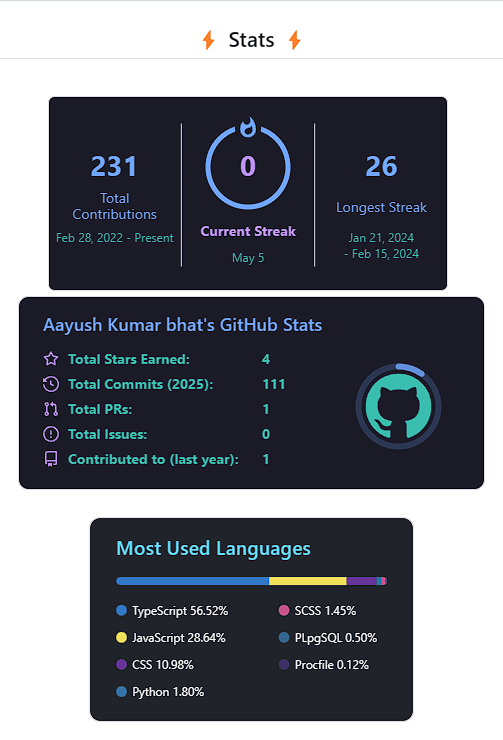 Stats
231
Total
Contributions
Feb 28, 2022 - Present
0
Current Streak
May 5
26
Longest Streak
Jan 21, 2024
- Feb 15, 2024
Aayush Kumar bhat's GitHub Stats
Total Stars Earned: 4
Total Commits (2025): 111
Total PRs: 1
Total Issues: 0
Contributed to (last year): 1
Most Used Languages
TypeScript 56.52%
JavaScript 28.64%
CSS 10.98%
Python 1.80%
SCSS 1.45%
PLpgSQL 0.50%
Procfile 0.12%